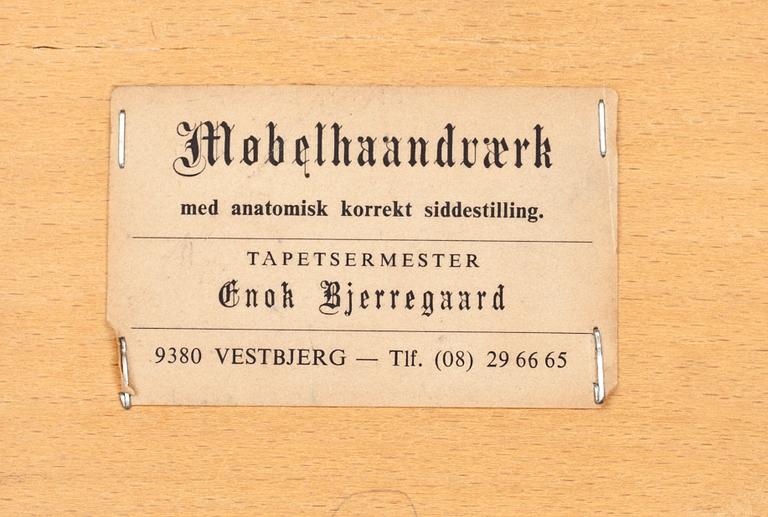 Møbelhaandværk
med anatomisk korrekt siddestilling.
TAPETSERMESTER
Enok Bjerregaard
9380 VESTBJERG — Tlf. (08) 29 66 65